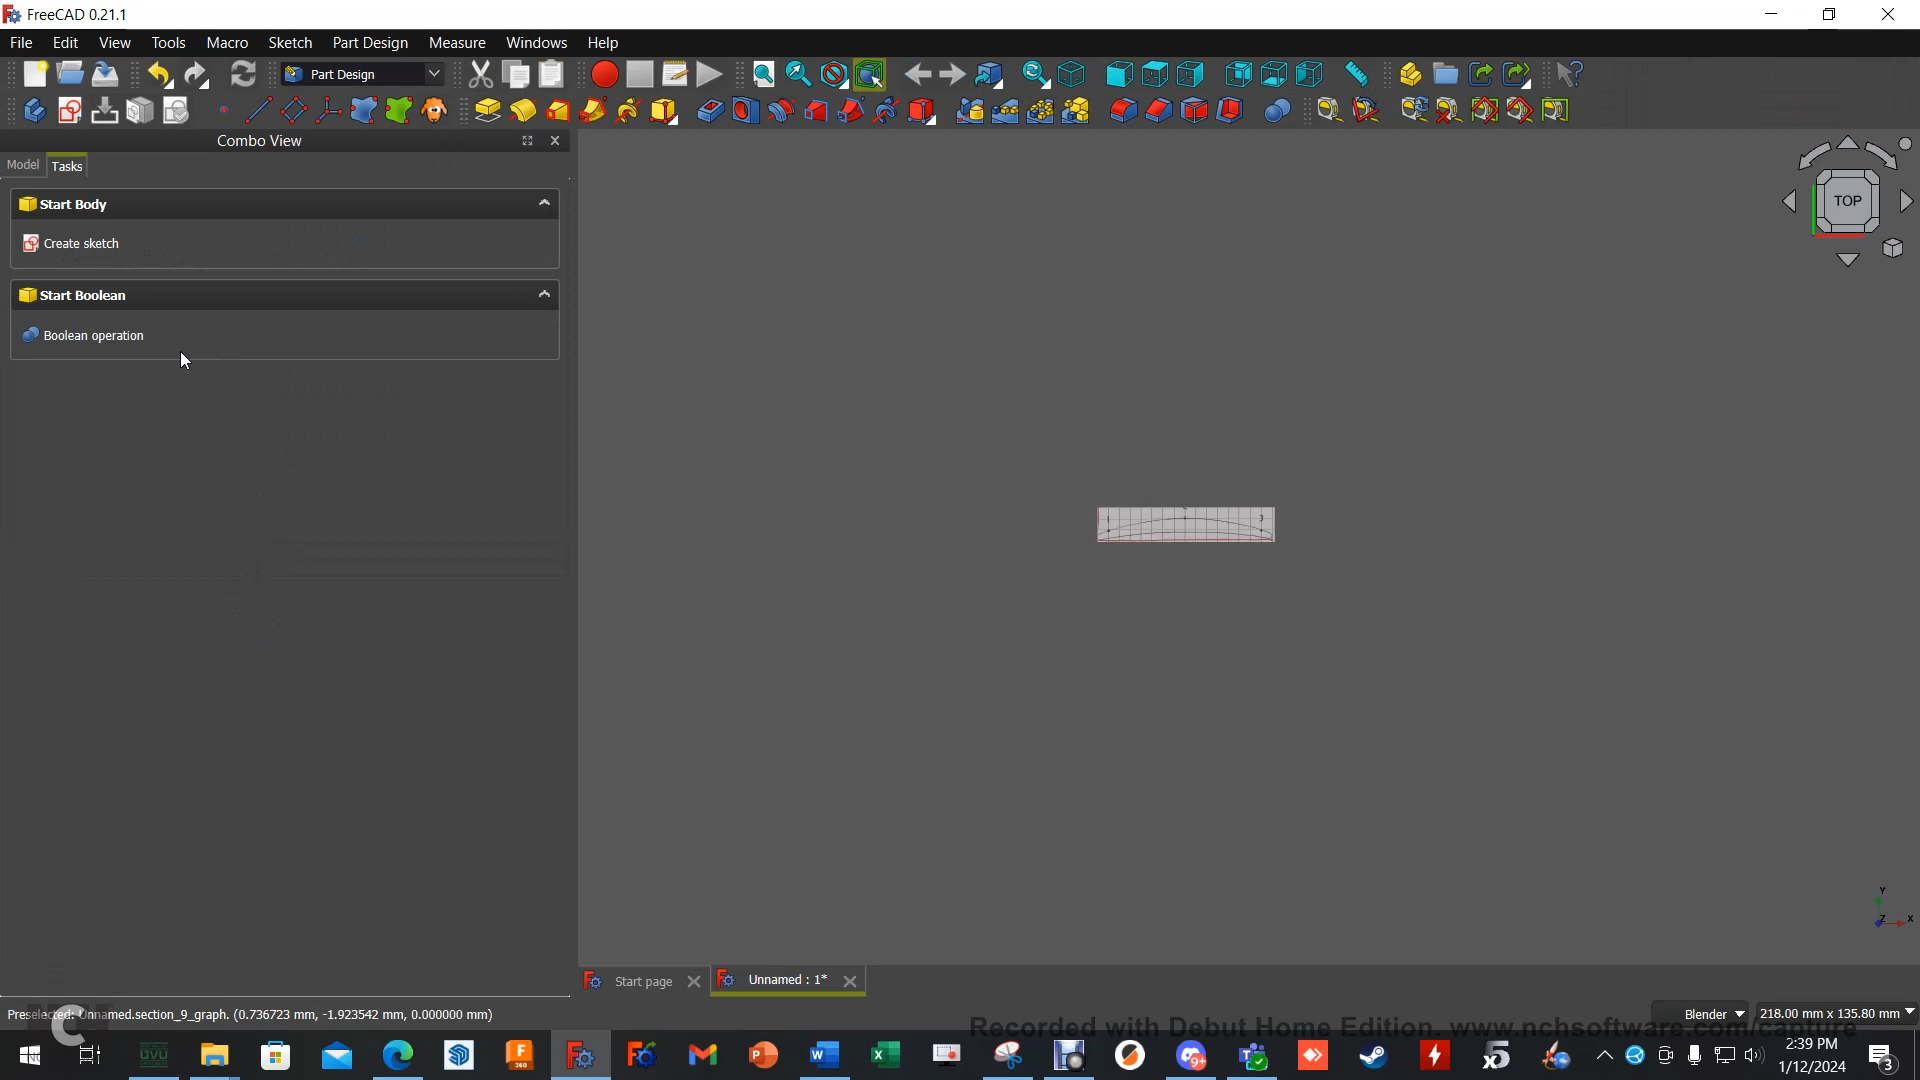 FreeCAD 0.21.1
File Edit View Tools Macro Sketch Part Design Measure Windows Help
Part Design
Combo View
Model Tasks
Start Body
Create sketch
Start Boolean
Boolean operation
TOP
1 3
Y
Z X
Start page Unnamed : 1*
Preselected: Unnamed.section_9_graph. (0.736723 mm, -1.923542 mm, 0.000000 mm)
Blender 218.00 mm x 135.80 mm
Recorded with Debut Home Edition. www.nchsoftware.com/capture
2:39 PM
1/12/2024
3